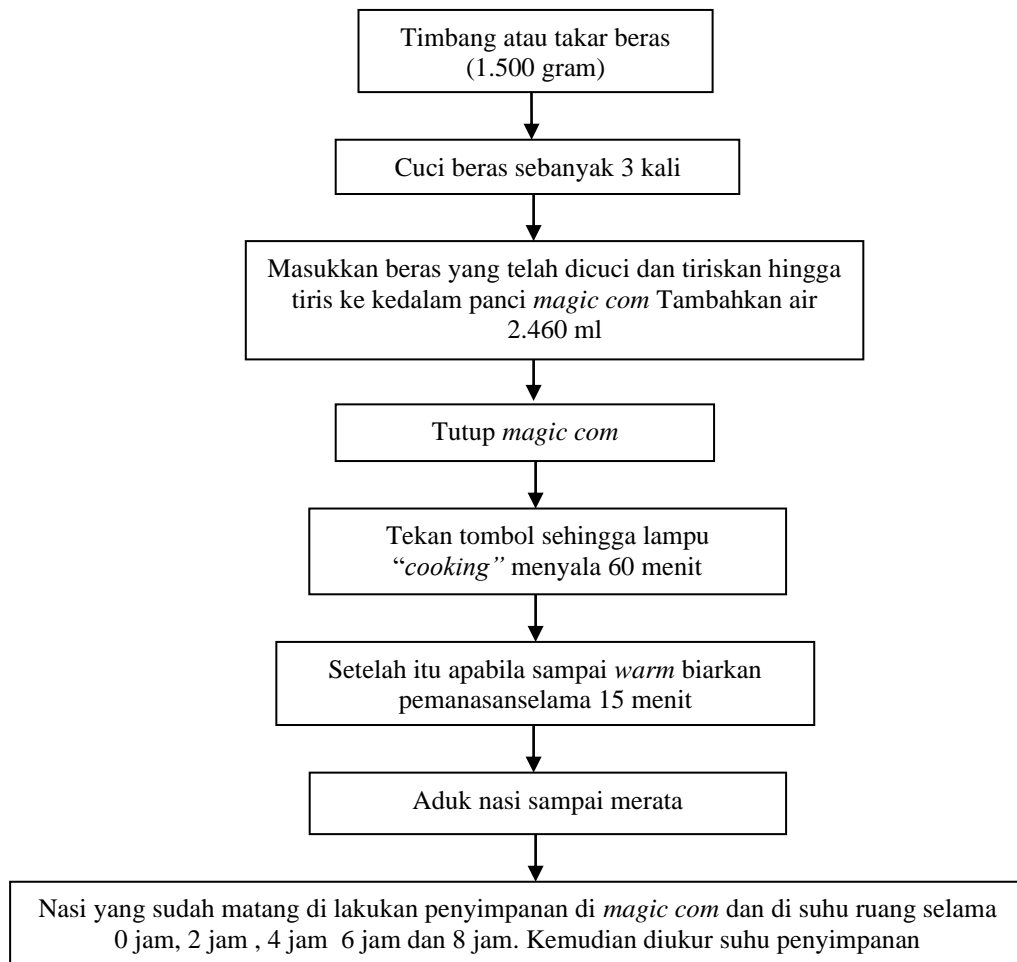 Timbang atau takar beras
(1.500 gram)
Cuci beras sebanyak 3 kali
Masukkan beras yang telah dicuci dan tiriskan hingga
tiris ke kedalam panci magic com Tambahkan air
2.460 ml
Tutup magic com
Tekan tombol sehingga lampu
“cooking” menyala 60 menit
Setelah itu apabila sampai warm biarkan
pemanasanselama 15 menit
Aduk nasi sampai merata
Nasi yang sudah matang di lakukan penyimpanan di magic com dan di suhu ruang selama
0 jam, 2 jam , 4 jam  6 jam dan 8 jam. Kemudian diukur suhu penyimpanan